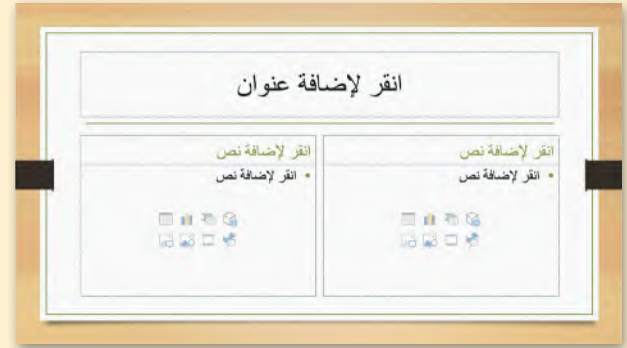 انقر لإضافة عنوان
انقر لإضافة نص
• انقر لإضافة نص
انقر لإضافة نص
• انقر لإضافة نص